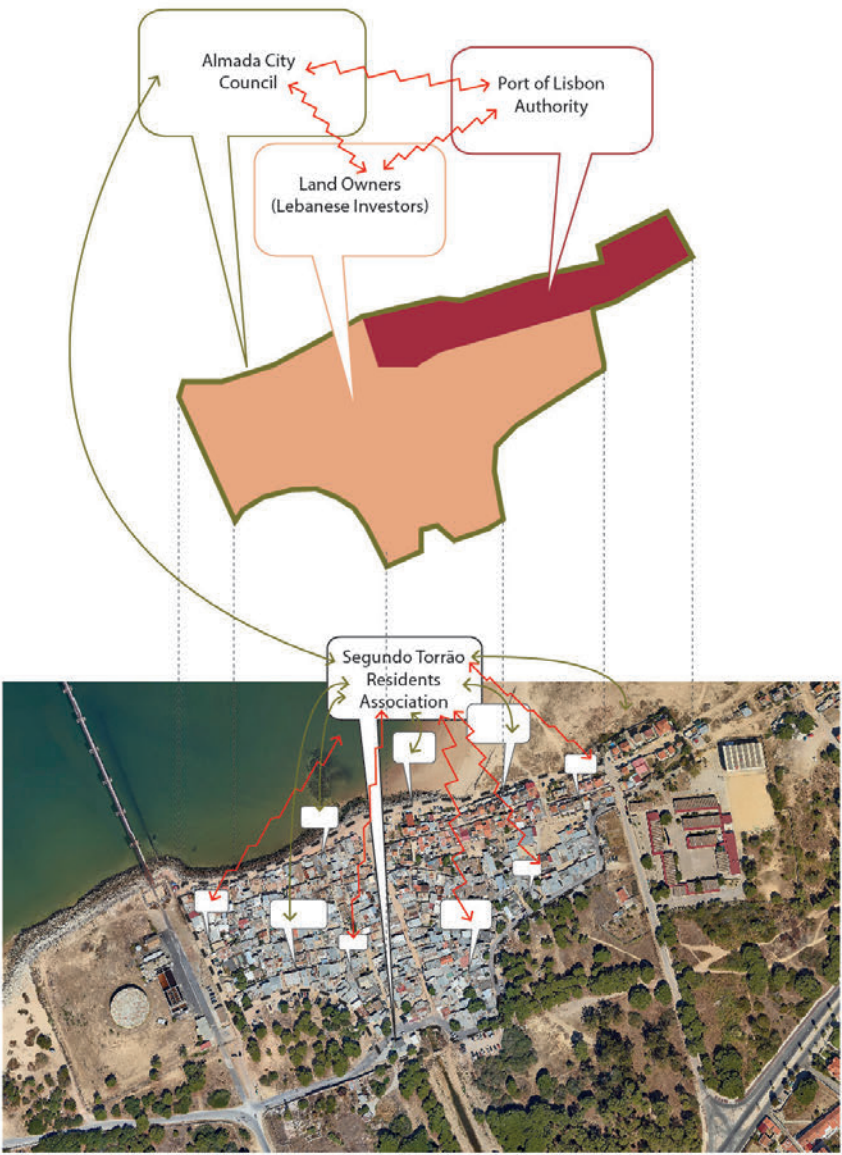 Almada City
Council
Port of Lisbon
Authority
Land Owners
(Lebanese Investors)
Segundo Torrão
Residents
Association